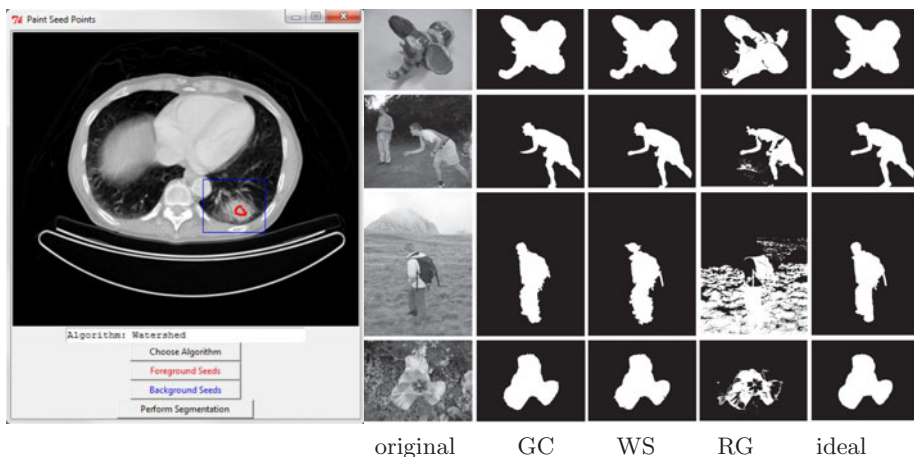 Paint Seed Points
Algorithm: Watershed
Choose Algorithm
Foreground Seeds
Background Seeds
Perform Segmentation
original GC WS RG ideal